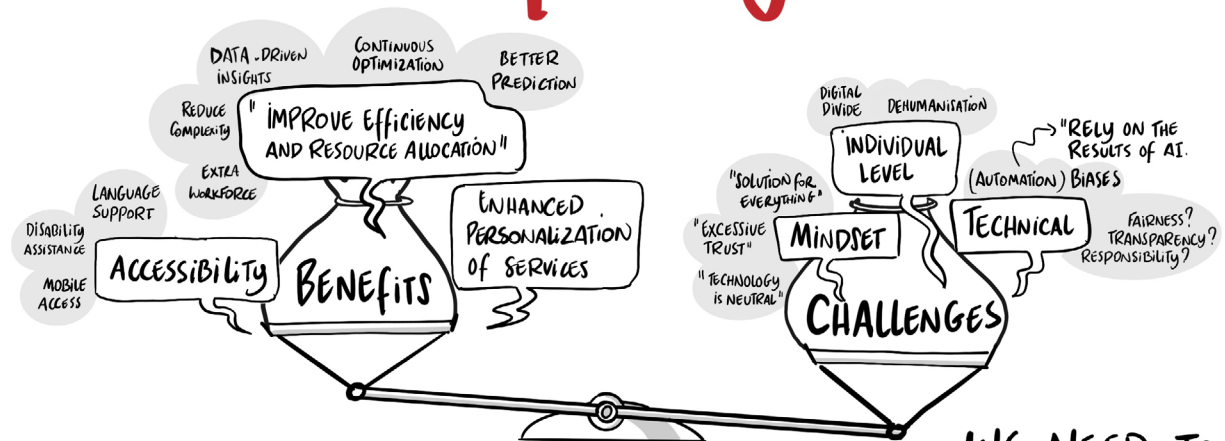 DATA-DRIVEN
INSIGHTS
CONTINUOUS
OPTIMIZATION
BETTER
PREDICTION
REDUCE
COMPLEXITY
"IMPROVE EFFICIENCY
AND RESOURCE ALLOCATION"
EXTRA
WORKFORCE
LANGUAGE
SUPPORT
DISABILITY
ASSISTANCE
MOBILE
ACCESS
ACCESSIBILITY
BENEFITS
ENHANCED
PERSONALIZATION
OF SERVICES
DIGITAL
DIVIDE
DEHUMANISATION
INDIVIDUAL
LEVEL
"RELY ON THE
RESULTS OF AI.
(AUTOMATION) BIASES
"SOLUTION FOR
EVERYTHING"
"EXCESSIVE
TRUST"
"TECHNOLOGY
IS NEUTRAL"
MINDSET
TECHNICAL
FAIRNESS?
TRANSPARENCY?
RESPONSIBILITY?
CHALLENGES
WE NEED